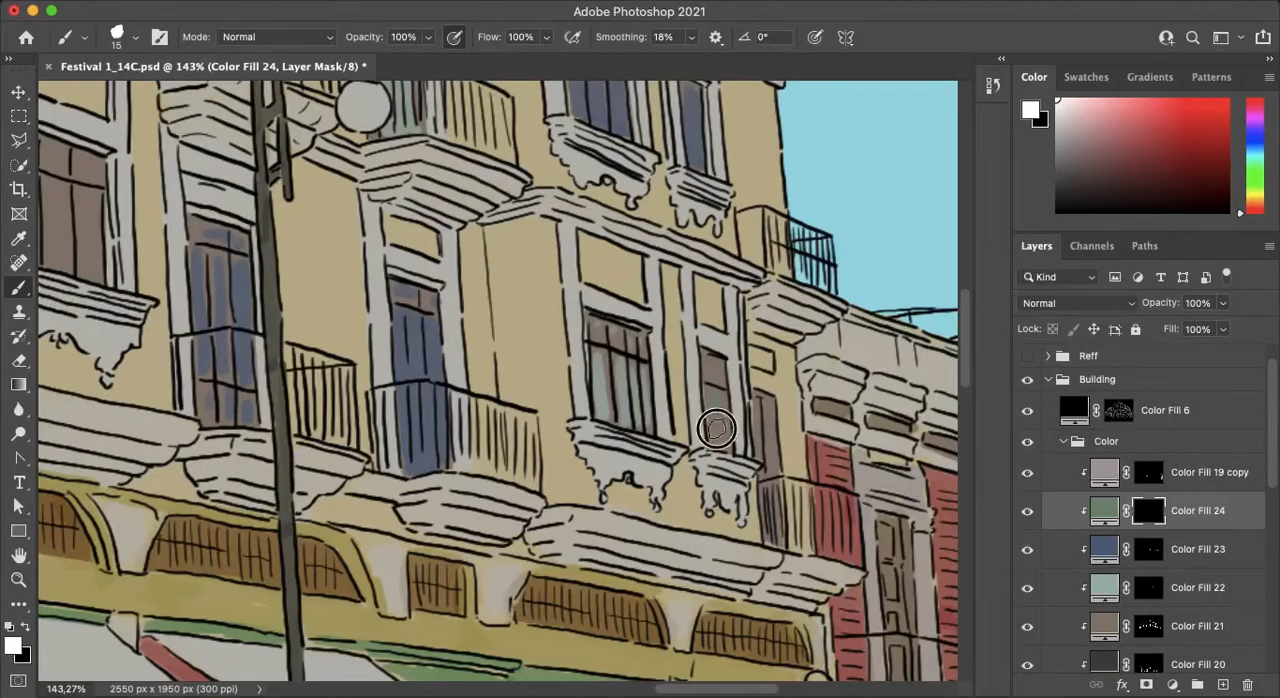 Adobe Photoshop 2021
15
Mode: Normal
Opacity: 100%
Flow: 100%
Smoothing: 18%
0°
Festival 1_14C.psd @ 143% (Color Fill 24, Layer Mask/8) *
Color
Swatches
Gradients
Patterns
Layers
Channels
Paths
Kind
Normal
Opacity: 100%
Lock:
Fill: 100%
Reff
Building
Color Fill 6
Color
Color Fill 19 copy
Color Fill 24
Color Fill 23
Color Fill 22
Color Fill 21
Color Fill 20
143,27%
2550 px x 1950 px (300 ppi)